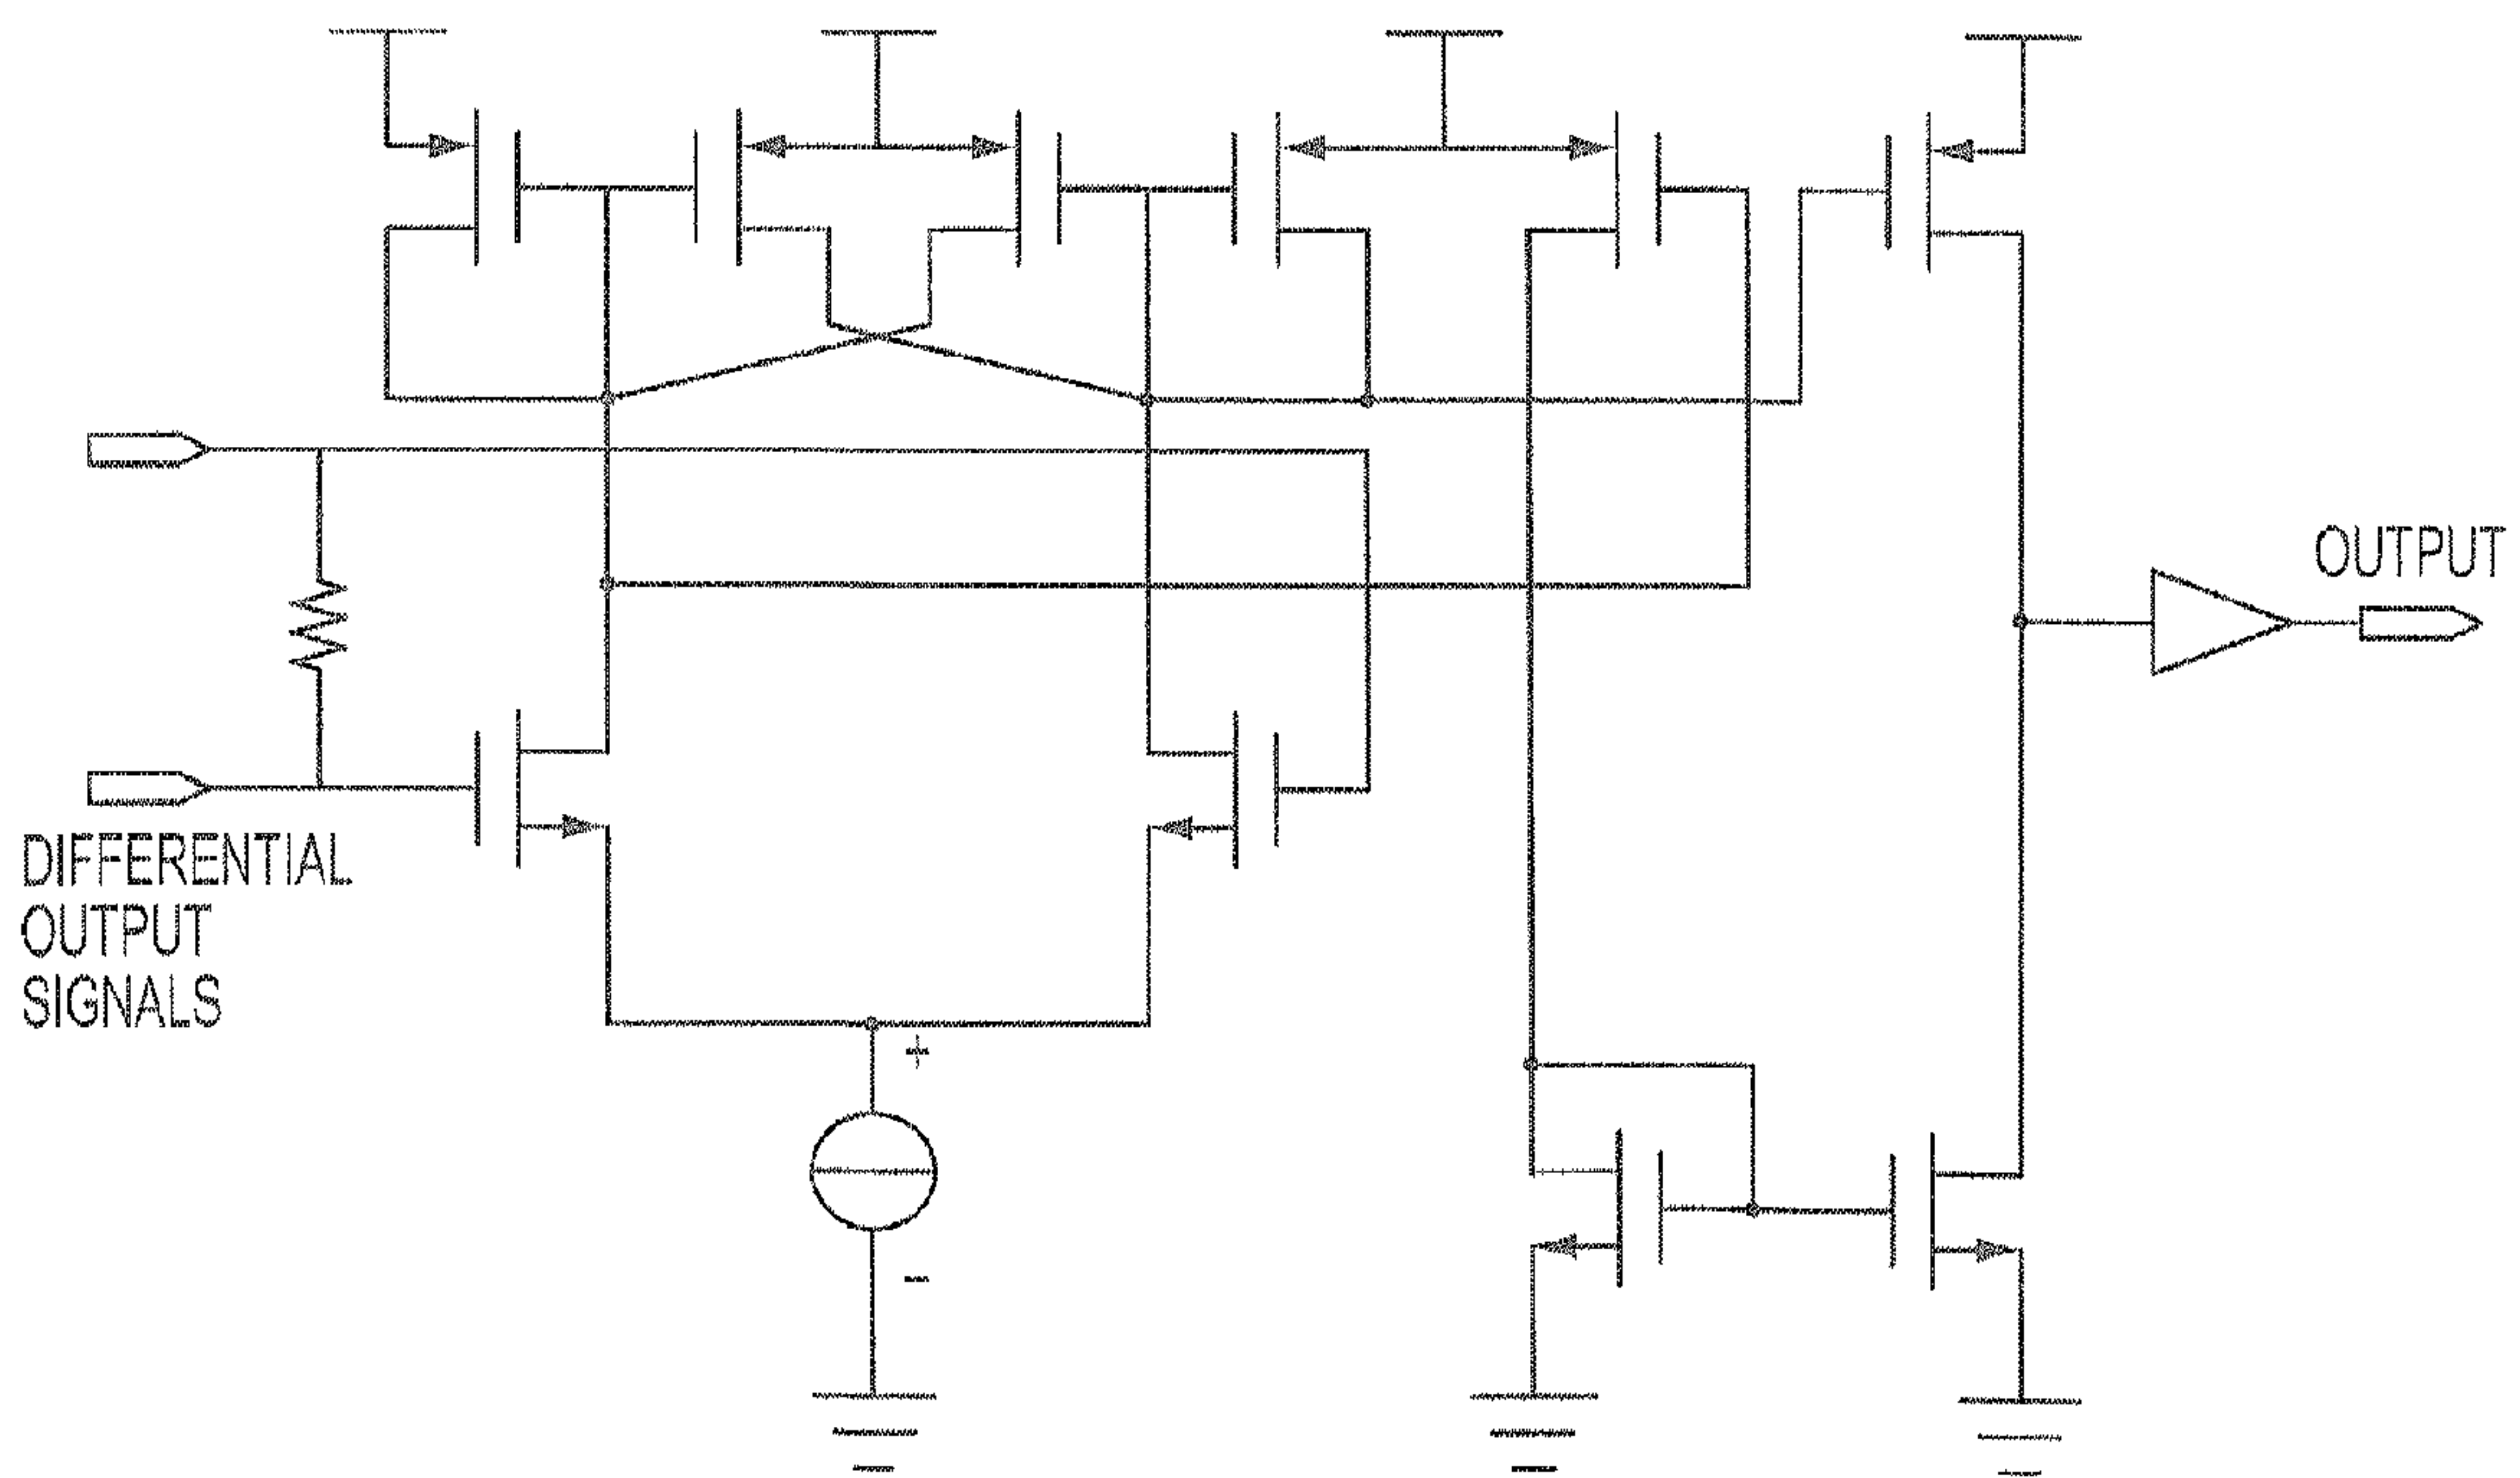 OUTPUT
DIFFERENTIAL
OUTPUT
SIGNALS
+
-